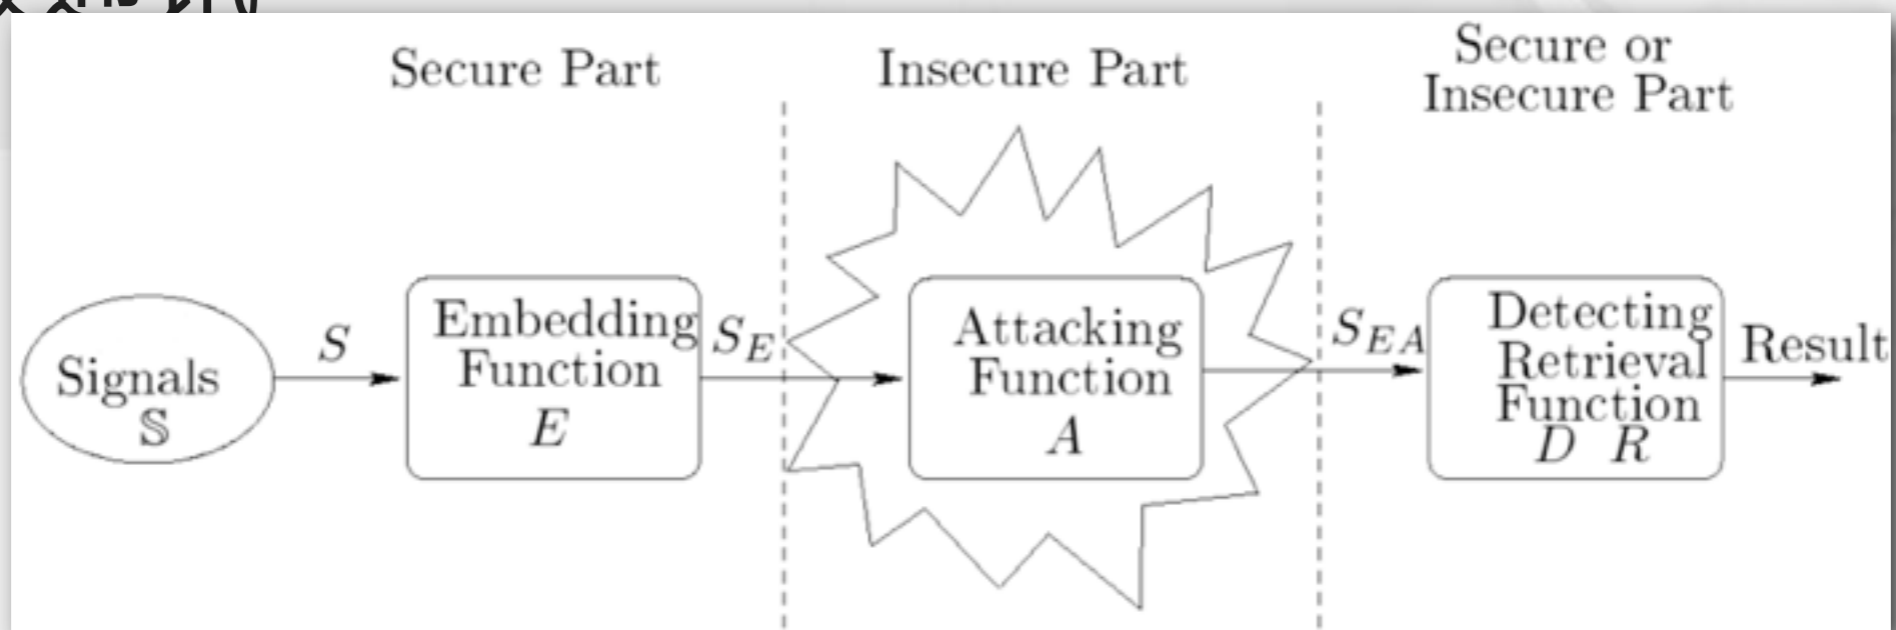 Secure Part
Insecure Part
Secure or
Insecure Part
Signals
𝕊
S
Embedding
Function
E
S_E
Attacking
Function
A
S_EA
Detecting
Retrieval
Function
D R
Result